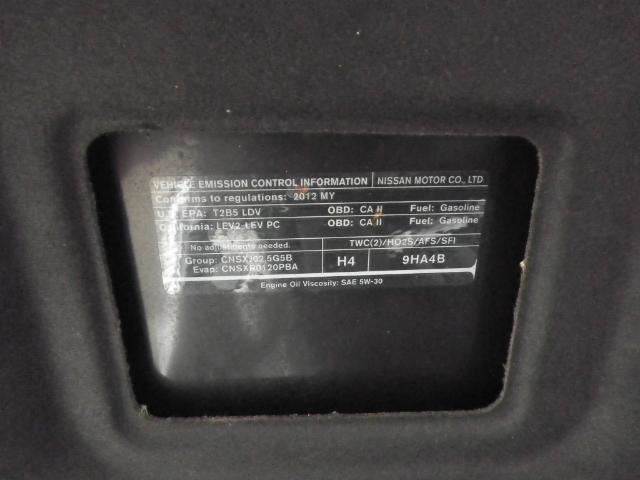 VEHICLE EMISSION CONTROL INFORMATION NISSAN MOTOR CO., LTD
Conforms to regulations: 2012 MY
U.S. EPA: T2B5 LDV OBD: CA II Fuel: Gasoline
California: LEV2 LEV PC OBD: CA II Fuel: Gasoline
No adjustments needed. TWC(2)/HO2S/AFS/SFI
Group: CNSXJ02.5G5B
Evap: CNSXR0120PBA H4 9HA4B
Engine Oil Viscosity: SAE 5W-30